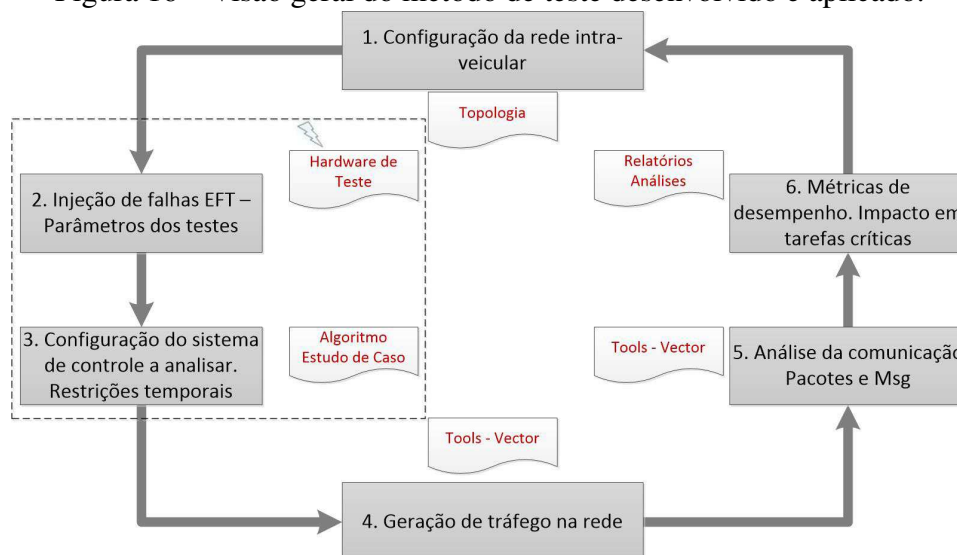 Figura 16 – Visão geral do método de teste desenvolvido e aplicado.
1. Configuração da rede intra-
veicular
Topologia
Hardware de
Teste
2. Injeção de falhas EFT –
Parâmetros dos testes
3. Configuração do sistema
de controle a analisar.
Restrições temporais
Algoritmo
Estudo de Caso
Tools - Vector
4. Geração de tráfego na rede
Tools - Vector
5. Análise da comunicação
Pacotes e Msg
Relatórios
Análises
6. Métricas de
desempenho. Impacto em
tarefas críticas